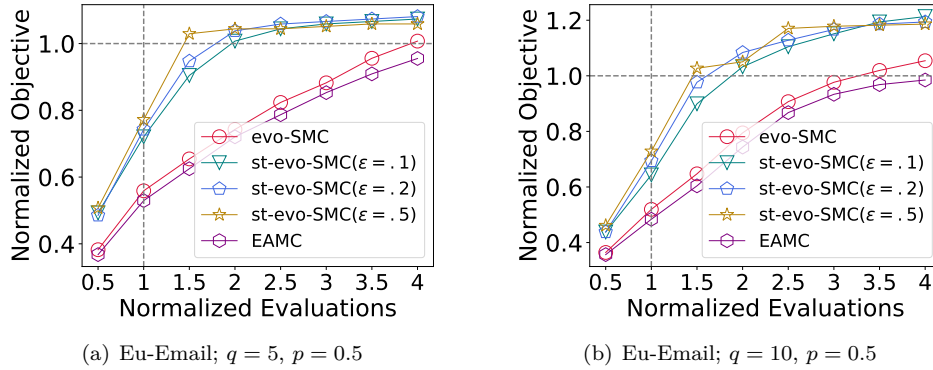 1.0
0.8
0.6
0.4
Normalized Objective
evo-SMC
st-evo-SMC(ε = .1)
st-evo-SMC(ε = .2)
st-evo-SMC(ε = .5)
EAMC
0.5 1 1.5 2 2.5 3 3.5 4
Normalized Evaluations
(a) Eu-Email; q = 5, p = 0.5
1.2
1.0
0.8
0.6
0.4
Normalized Objective
evo-SMC
st-evo-SMC(ε = .1)
st-evo-SMC(ε = .2)
st-evo-SMC(ε = .5)
EAMC
0.5 1 1.5 2 2.5 3 3.5 4
Normalized Evaluations
(b) Eu-Email; q = 10, p = 0.5